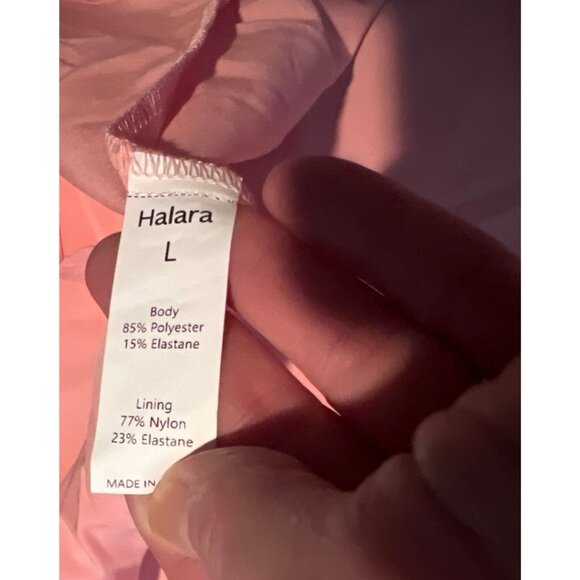 Halara
L
Body
85% Polyester
15% Elastane
Lining
77% Nylon
23% Elastane
MADE IN